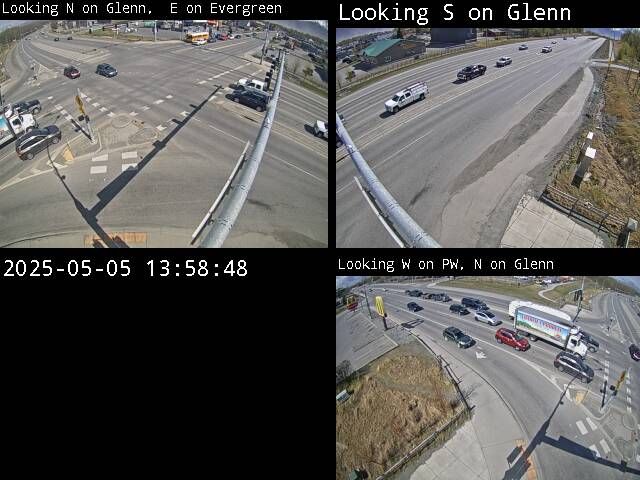 Looking N on Glenn,  E on Evergreen
Looking S on Glenn
2025-05-05 13:58:48
Looking W on PW, N on Glenn